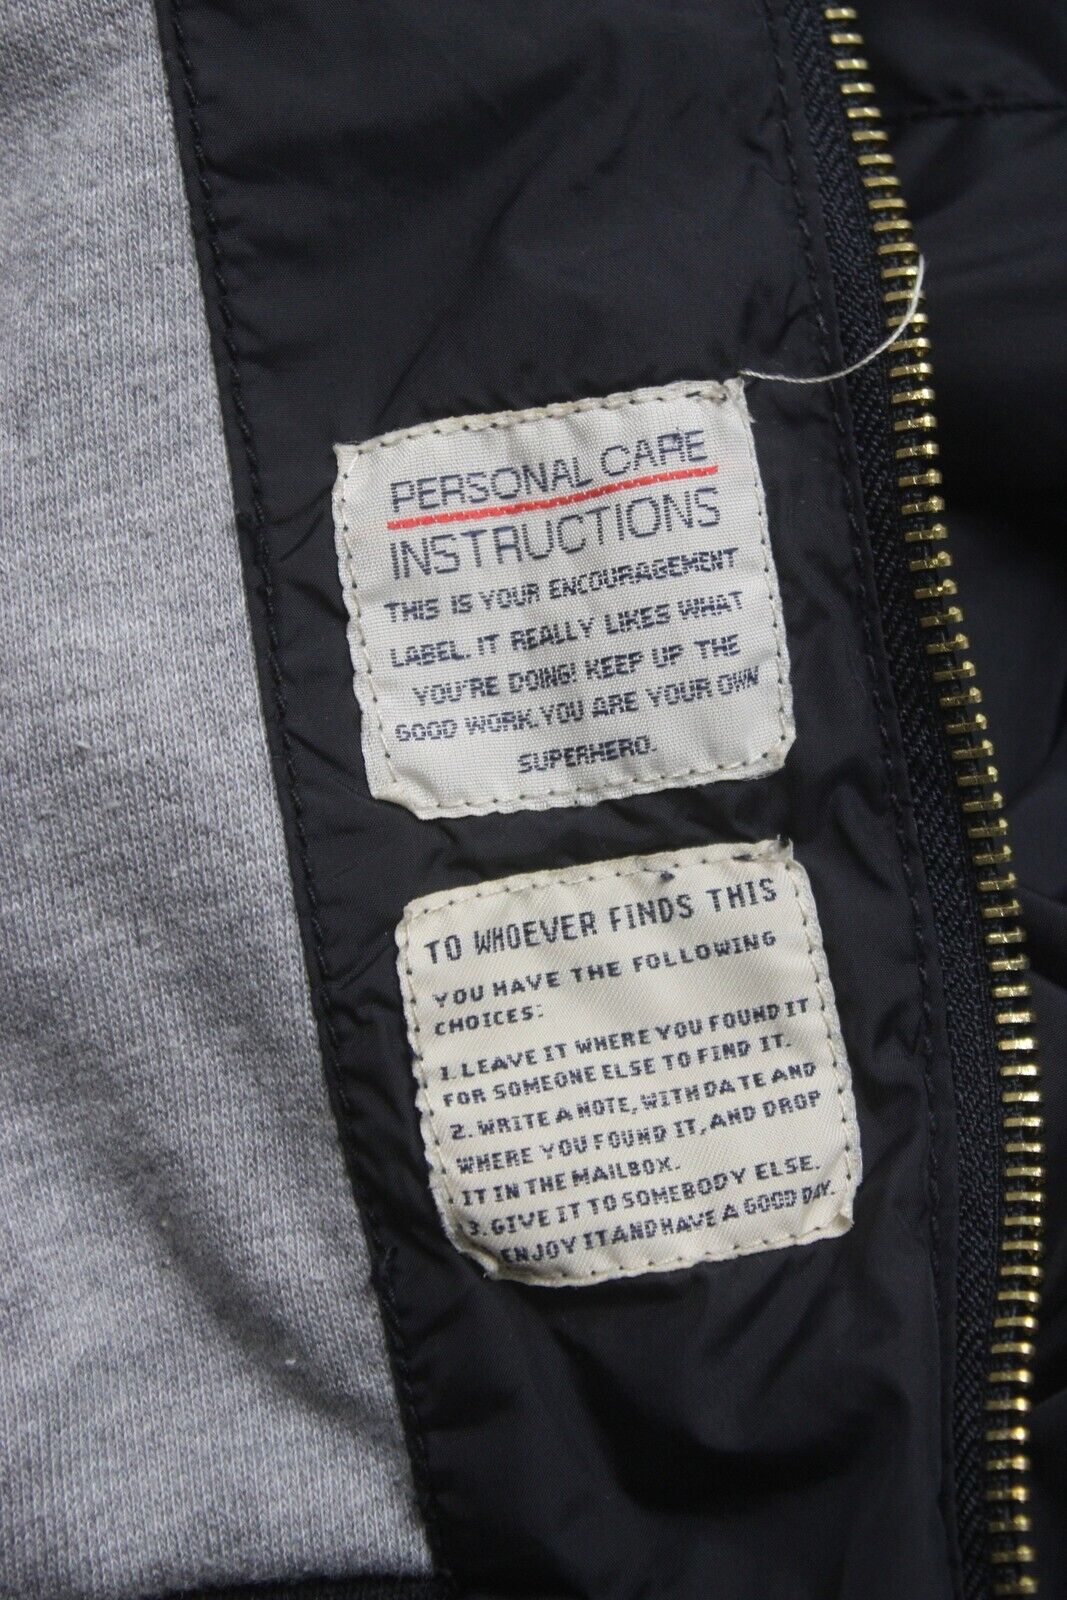 PERSONAL CARE
INSTRUCTIONS
THIS IS YOUR ENCOURAGEMENT
LABEL. IT REALLY LIKES WHAT
YOU'RE DOING! KEEP UP THE
GOOD WORK. YOU ARE YOUR OWN
SUPERHERO.
TO WHOEVER FINDS THIS
YOU HAVE THE FOLLOWING
CHOICES:
1. LEAVE IT WHERE YOU FOUND IT
FOR SOMEONE ELSE TO FIND IT.
2. WRITE A NOTE, WITH DATE AND
WHERE YOU FOUND IT, AND DROP
IT IN THE MAILBOX.
3. GIVE IT TO SOMEBODY ELSE.
ENJOY IT AND HAVE A GOOD DAY.